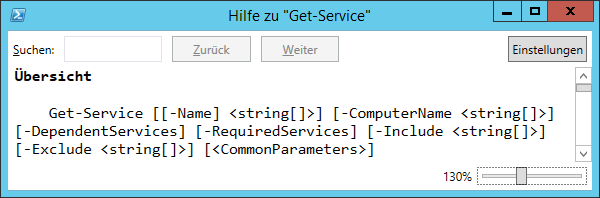 Hilfe zu "Get-Service"
Suchen: Zurück Weiter Einstellungen
Übersicht
Get-Service [[-Name] <string[]>] [-ComputerName <string[]>]
[-DependentServices] [-RequiredServices] [-Include <string[]>]
[-Exclude <string[]>] [<CommonParameters>]
130%